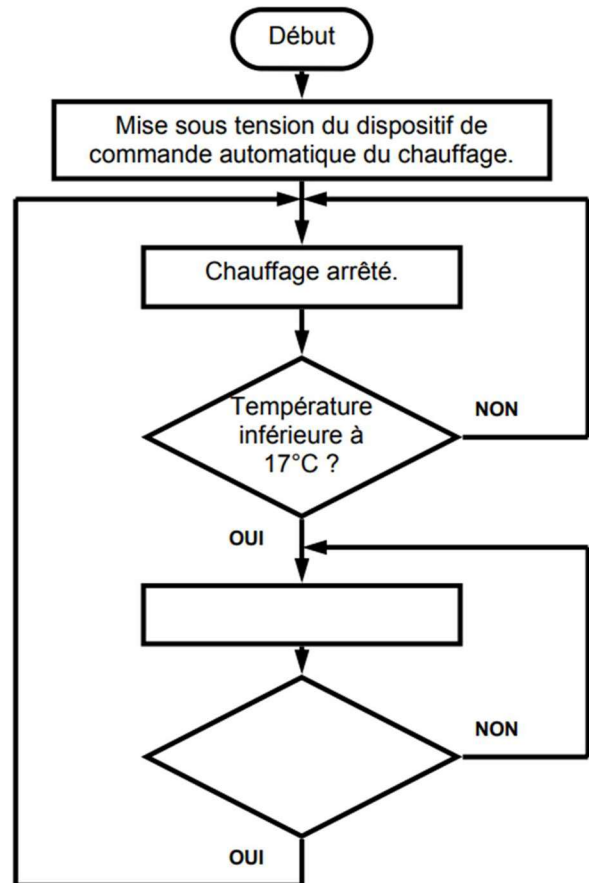 Début
Mise sous tension du dispositif de
commande automatique du chauffage.
Chauffage arrêté.
Température
inférieure à
17°C ?
NON
OUI
NON
OUI